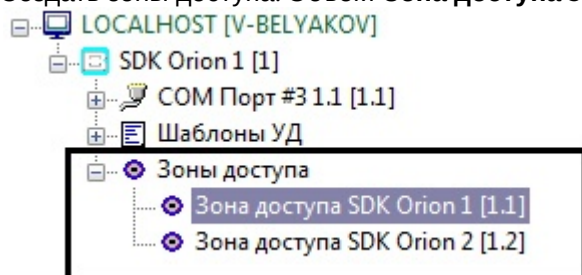 LOCALHOST [V-BELYAKOV]
SDK Orion 1 [1]
COM Порт #3 1.1 [1.1]
Шаблоны УД
Зоны доступа
Зона доступа SDK Orion 1 [1.1]
Зона доступа SDK Orion 2 [1.2]